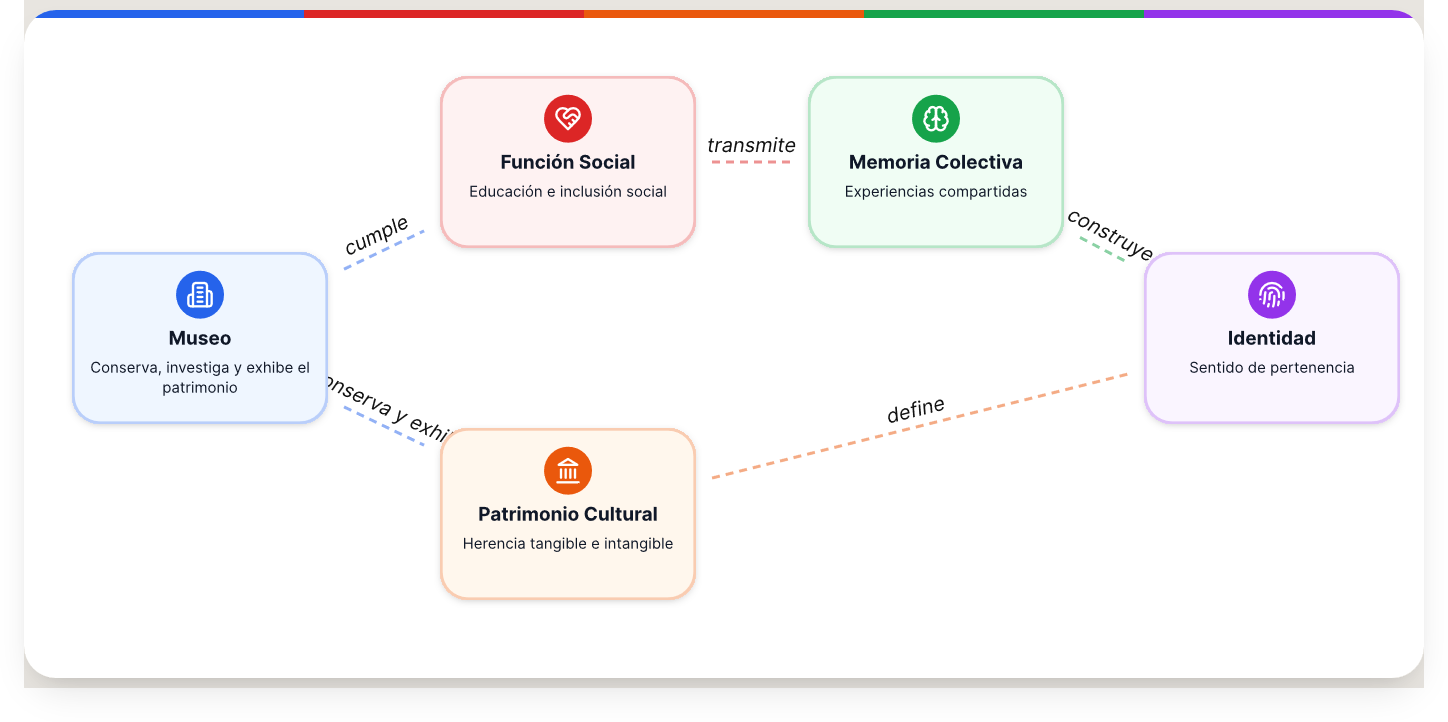 Función Social
Educación e inclusión social
transmite
Memoria Colectiva
Experiencias compartidas
cumple
construye
Museo
Conserva, investiga y exhibe el
patrimonio
Identidad
Sentido de pertenencia
y
define
Patrimonio Cultural
Herencia tangible e intangible